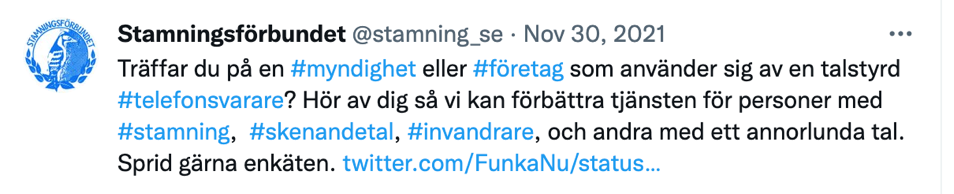 STAMNINGSFÖRBUNDET
Stamningsförbundet @stamning_se · Nov 30, 2021
Träffar du på en #myndighet eller #företag som använder sig av en talstyrd
#telefonsvarare? Hör av dig så vi kan förbättra tjänsten för personer med
#stamning, #skenandetal, #invandrare, och andra med ett annorlunda tal.
Sprid gärna enkäten. twitter.com/FunkaNu/status...